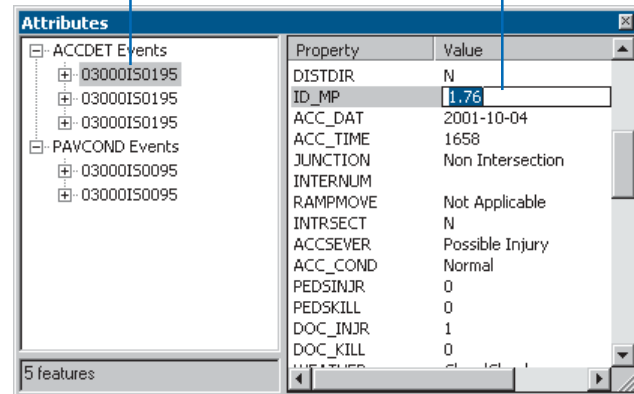 Attributes
ACCDET Events
03000IS0195
03000IS0195
03000IS0195
PAVCOND Events
03000IS0095
03000IS0095
5 features
Property Value
DISTDIR N
ID_MP 1.76
ACC_DAT 2001-10-04
ACC_TIME 1658
JUNCTION Non Intersection
INTERNUM
RAMPMOVE Not Applicable
INTRSECT N
ACCSEVER Possible Injury
ACC_COND Normal
PEDSINJR 0
PEDSKILL 0
DOC_INJR 1
DOC_KILL 0